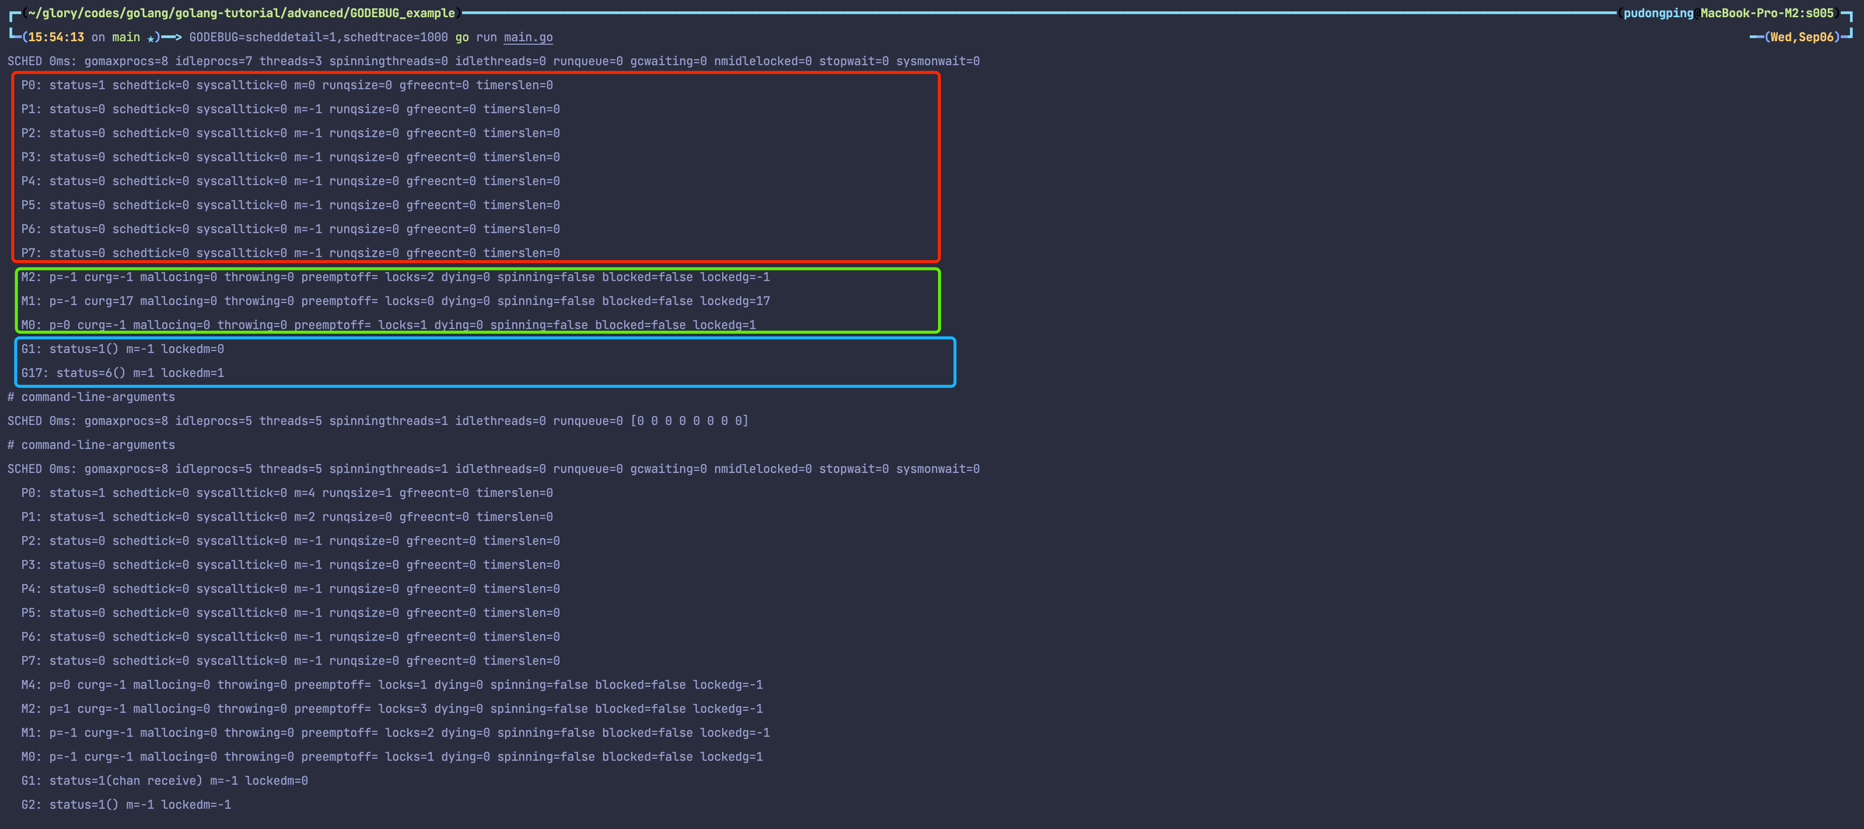 (~/glory/codes/golang/golang-tutorial/advanced/GODEBUG_example) (pudongping@MacBook-Pro-M2:s005)
(15:54:13 on main ★)──> GODEBUG=scheddetail=1,schedtrace=1000 go run main.go (Wed,Sep06)
SCHED 0ms: gomaxprocs=8 idleprocs=7 threads=3 spinningthreads=0 idlethreads=0 runqueue=0 gcwaiting=0 nmidlelocked=0 stopwait=0 sysmonwait=0
P0: status=1 schedtick=0 syscalltick=0 m=0 runqsize=0 gfreecnt=0 timerslen=0
P1: status=0 schedtick=0 syscalltick=0 m=-1 runqsize=0 gfreecnt=0 timerslen=0
P2: status=0 schedtick=0 syscalltick=0 m=-1 runqsize=0 gfreecnt=0 timerslen=0
P3: status=0 schedtick=0 syscalltick=0 m=-1 runqsize=0 gfreecnt=0 timerslen=0
P4: status=0 schedtick=0 syscalltick=0 m=-1 runqsize=0 gfreecnt=0 timerslen=0
P5: status=0 schedtick=0 syscalltick=0 m=-1 runqsize=0 gfreecnt=0 timerslen=0
P6: status=0 schedtick=0 syscalltick=0 m=-1 runqsize=0 gfreecnt=0 timerslen=0
P7: status=0 schedtick=0 syscalltick=0 m=-1 runqsize=0 gfreecnt=0 timerslen=0
M2: p=-1 curg=-1 mallocing=0 throwing=0 preemptoff= locks=2 dying=0 spinning=false blocked=false lockedg=-1
M1: p=-1 curg=17 mallocing=0 throwing=0 preemptoff= locks=0 dying=0 spinning=false blocked=false lockedg=17
M0: p=0 curg=-1 mallocing=0 throwing=0 preemptoff= locks=1 dying=0 spinning=false blocked=false lockedg=1
G1: status=1() m=-1 lockedm=0
G17: status=6() m=1 lockedm=1
# command-line-arguments
SCHED 0ms: gomaxprocs=8 idleprocs=5 threads=5 spinningthreads=1 idlethreads=0 runqueue=0 [0 0 0 0 0 0 0 0]
# command-line-arguments
SCHED 0ms: gomaxprocs=8 idleprocs=5 threads=5 spinningthreads=1 idlethreads=0 runqueue=0 gcwaiting=0 nmidlelocked=0 stopwait=0 sysmonwait=0
P0: status=1 schedtick=0 syscalltick=0 m=4 runqsize=1 gfreecnt=0 timerslen=0
P1: status=1 schedtick=0 syscalltick=0 m=2 runqsize=0 gfreecnt=0 timerslen=0
P2: status=0 schedtick=0 syscalltick=0 m=-1 runqsize=0 gfreecnt=0 timerslen=0
P3: status=0 schedtick=0 syscalltick=0 m=-1 runqsize=0 gfreecnt=0 timerslen=0
P4: status=0 schedtick=0 syscalltick=0 m=-1 runqsize=0 gfreecnt=0 timerslen=0
P5: status=0 schedtick=0 syscalltick=0 m=-1 runqsize=0 gfreecnt=0 timerslen=0
P6: status=0 schedtick=0 syscalltick=0 m=-1 runqsize=0 gfreecnt=0 timerslen=0
P7: status=0 schedtick=0 syscalltick=0 m=-1 runqsize=0 gfreecnt=0 timerslen=0
M4: p=0 curg=-1 mallocing=0 throwing=0 preemptoff= locks=1 dying=0 spinning=false blocked=false lockedg=-1
M2: p=1 curg=-1 mallocing=0 throwing=0 preemptoff= locks=3 dying=0 spinning=false blocked=false lockedg=-1
M1: p=-1 curg=-1 mallocing=0 throwing=0 preemptoff= locks=2 dying=0 spinning=false blocked=false lockedg=-1
M0: p=-1 curg=-1 mallocing=0 throwing=0 preemptoff= locks=1 dying=0 spinning=false blocked=false lockedg=1
G1: status=1(chan receive) m=-1 lockedm=0
G2: status=1() m=-1 lockedm=-1